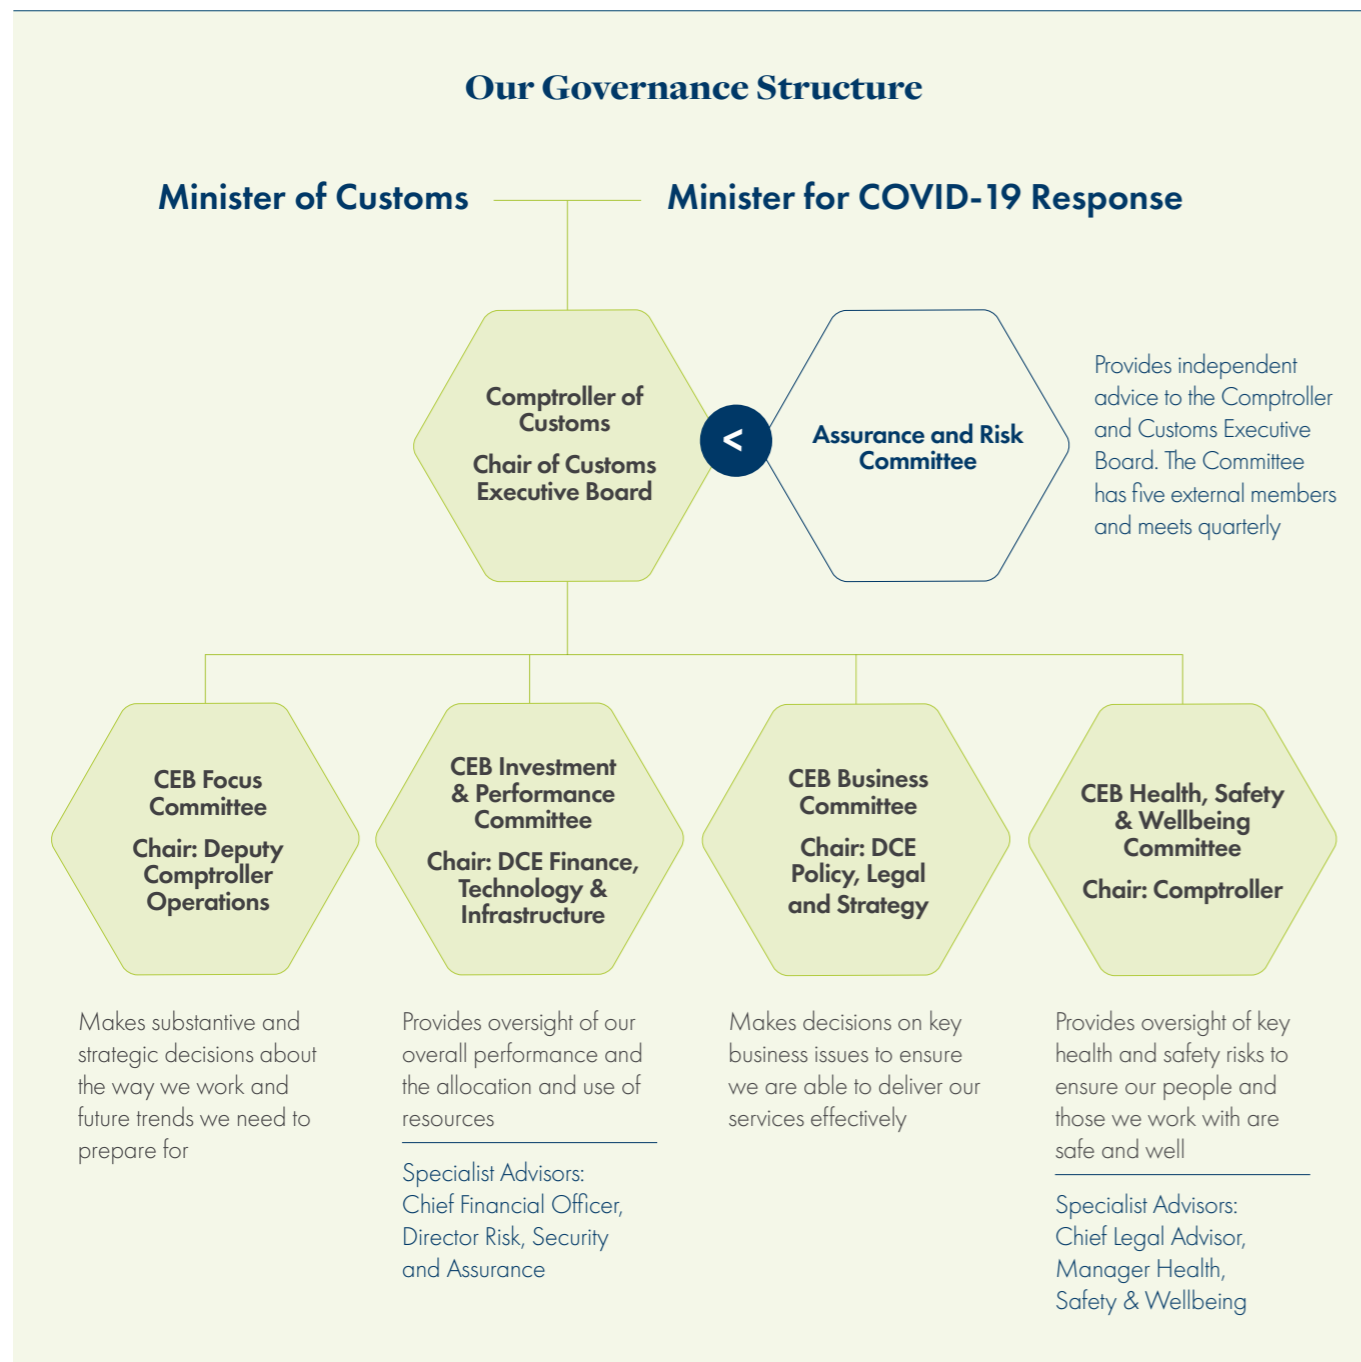 Our Governance Structure
Minister of Customs
Minister for COVID-19 Response
Comptroller of
Customs
Chair of Customs
Executive Board
<
Assurance and Risk
Committee
Provides independent
advice to the Comptroller
and Customs Executive
Board. The Committee
has five external members
and meets quarterly
CEB Focus
Committee
Chair: Deputy
Comptroller
Operations
CEB Investment
& Performance
Committee
Chair: DCE Finance,
Technology &
Infrastructure
CEB Business
Committee
Chair: DCE
Policy, Legal
and Strategy
CEB Health, Safety
& Wellbeing
Committee
Chair: Comptroller
Makes substantive and
strategic decisions about
the way we work and
future trends we need to
prepare for
Provides oversight of our
overall performance and
the allocation and use of
resources
Specialist Advisors:
Chief Financial Officer,
Director Risk, Security
and Assurance
Makes decisions on key
business issues to ensure
we are able to deliver our
services effectively
Provides oversight of key
health and safety risks to
ensure our people and
those we work with are
safe and well
Specialist Advisors:
Chief Legal Advisor,
Manager Health,
Safety & Wellbeing